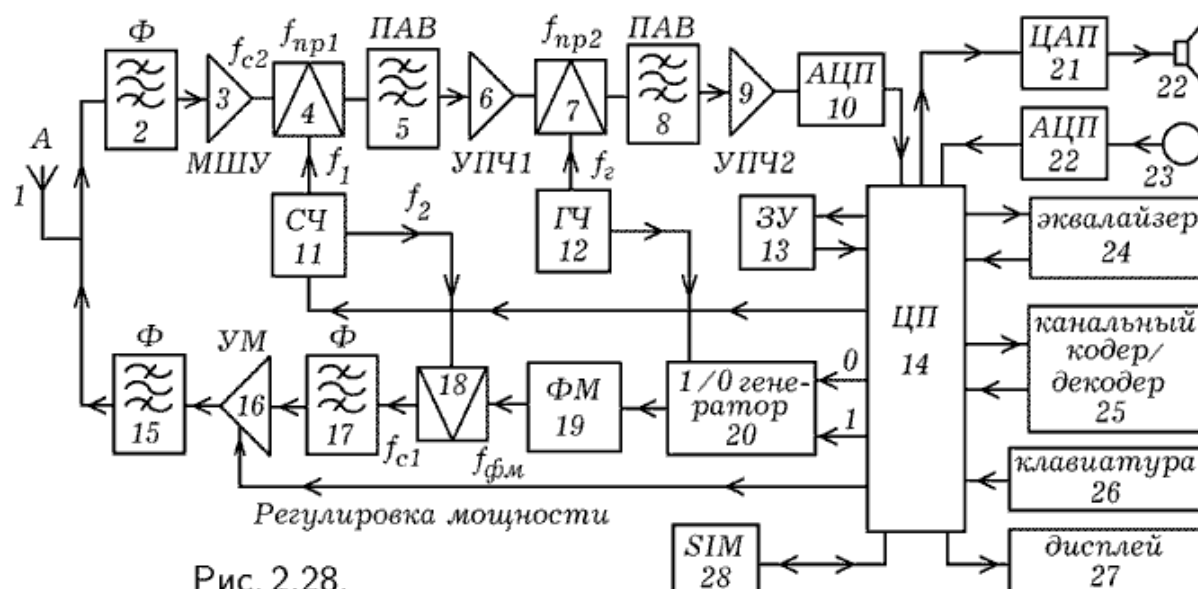 Ф
f_c2
f_пр1
ПАВ
f_пр2
ПАВ
ЦАП
21
22
2
3
4
5
6
7
8
9
АЦП
10
А
1
МШУ
f_1
УПЧ1
f_г
УПЧ2
АЦП
22
23
СЧ
11
f_2
ГЧ
12
ЗУ
13
эквалайзер
24
ЦП
14
канальный
кодер/
декодер
25
Ф
15
УМ
16
Ф
17
f_c1
18
f_фм
ФМ
19
1/0 гене-
ратор
20
0
1
клавиатура
26
Регулировка мощности
SIM
28
дисплей
27
Рис. 2.28.